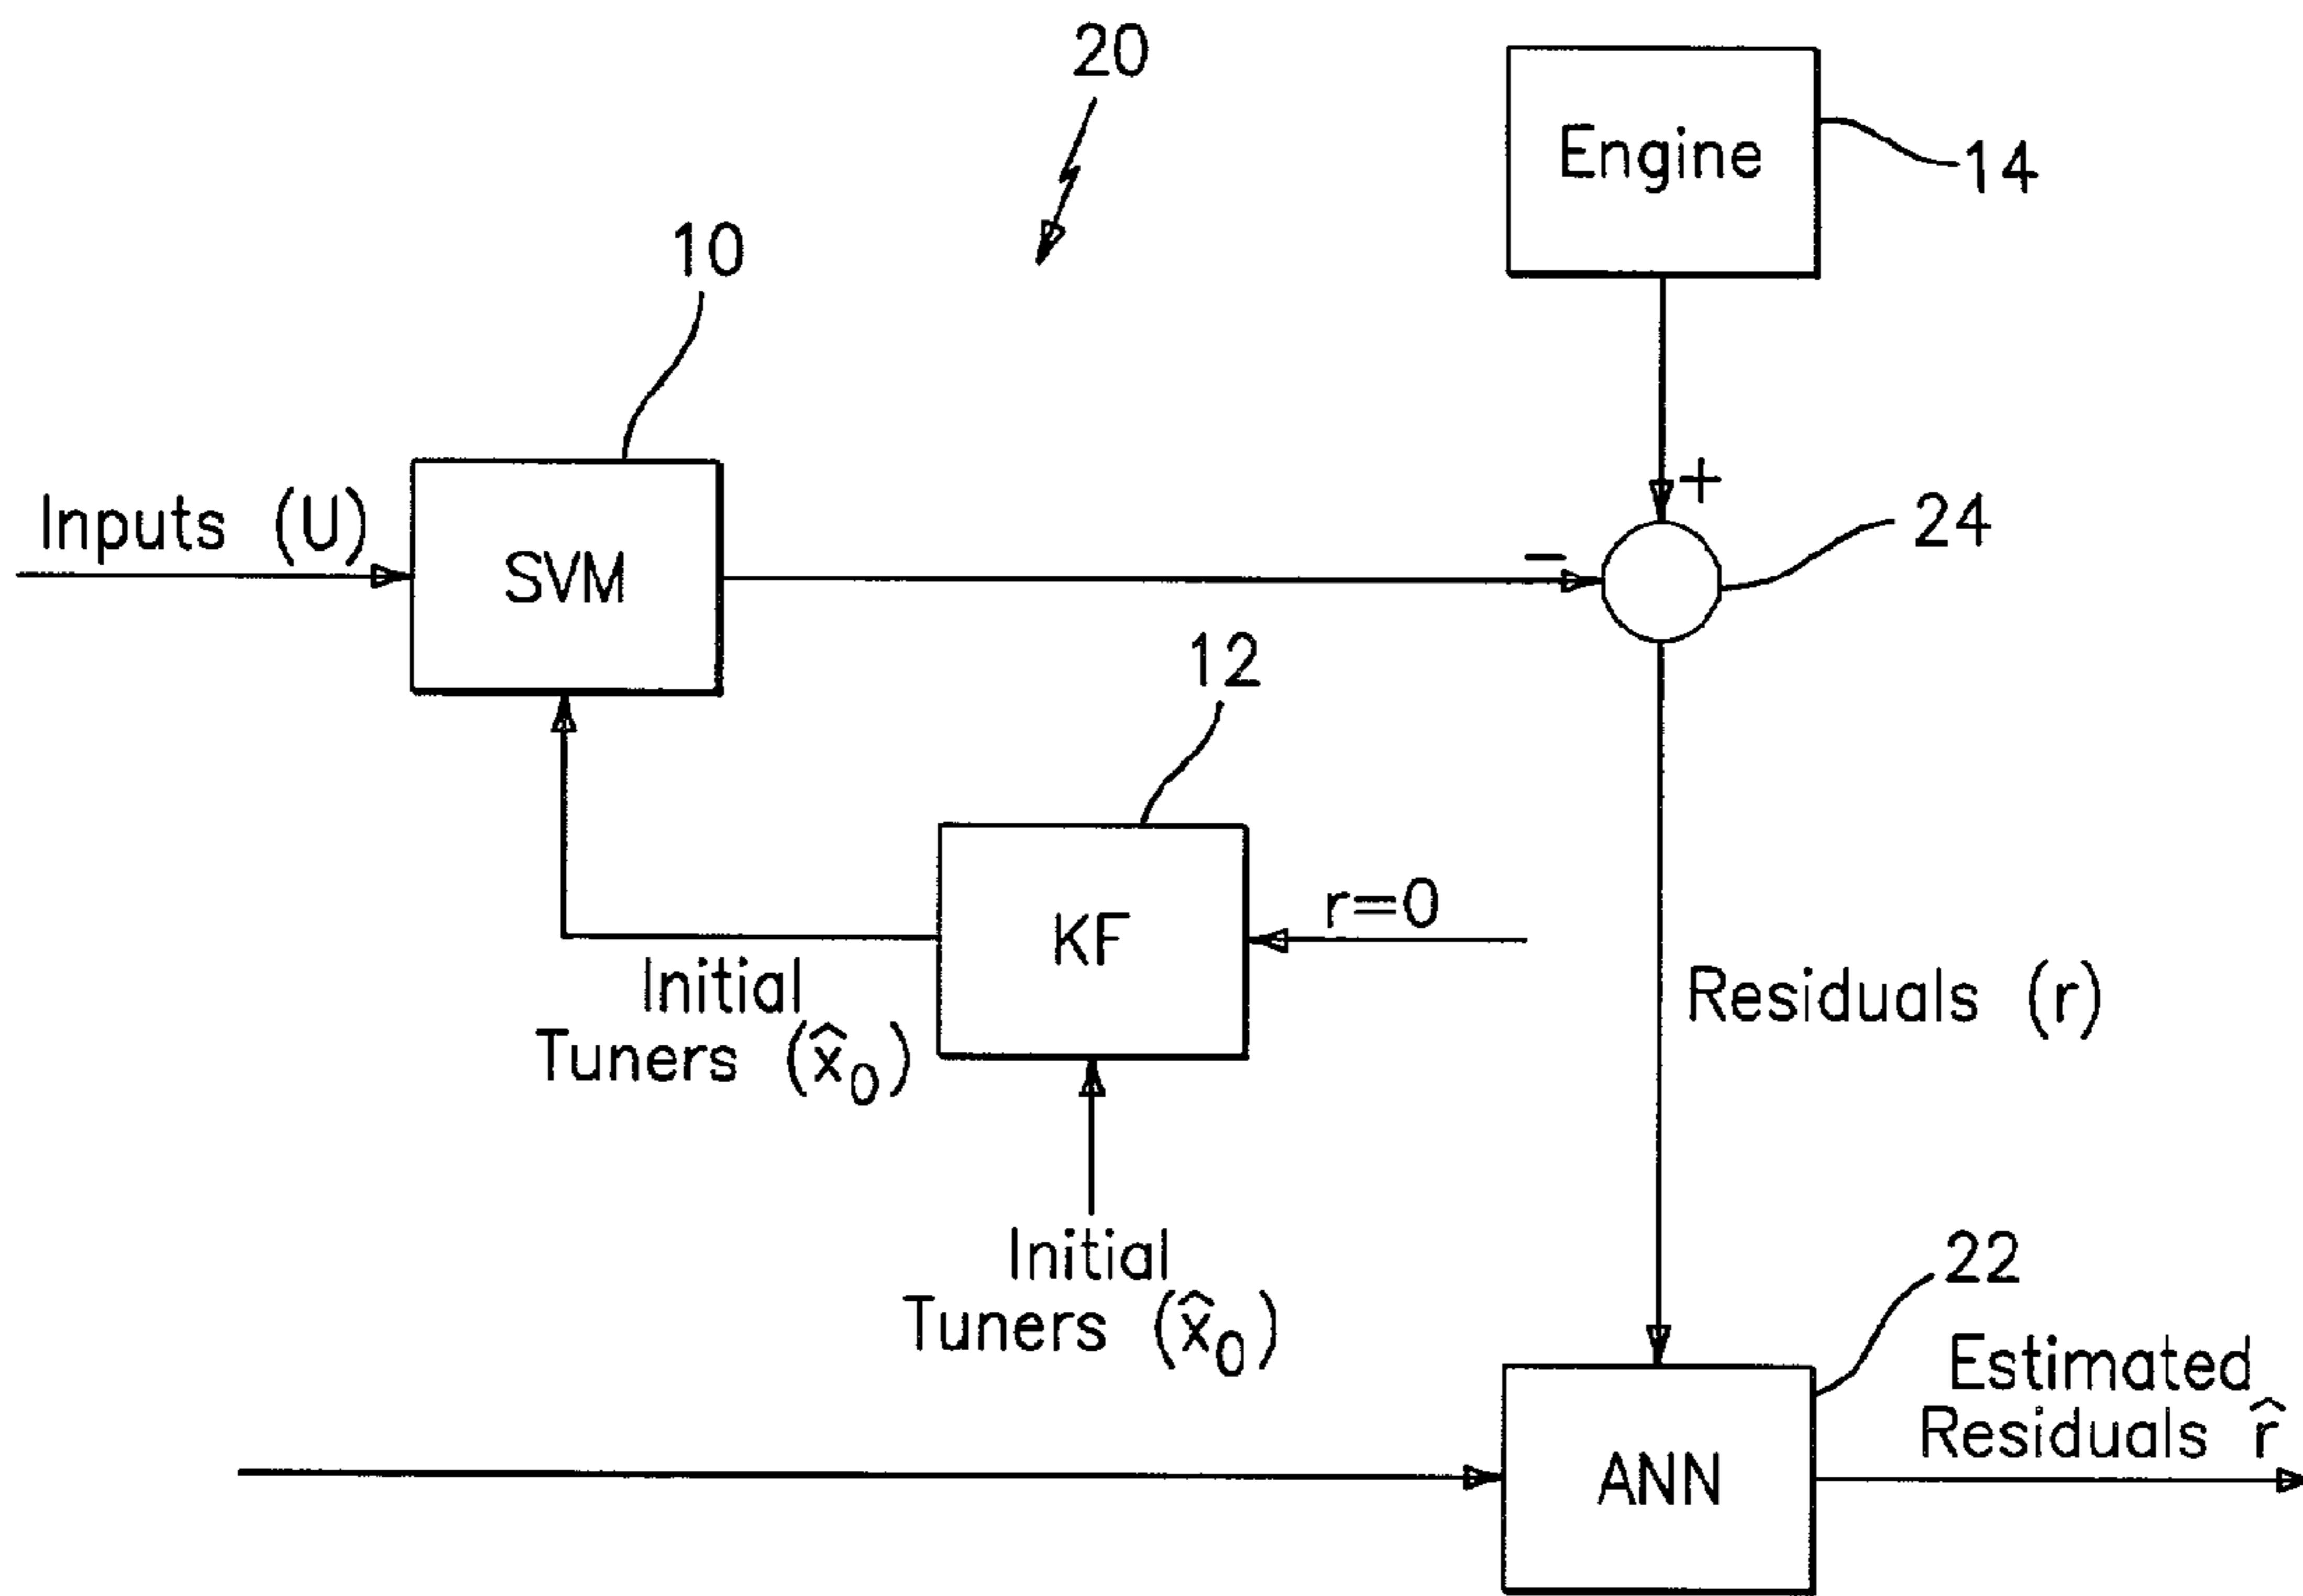 20
Engine
14
10
Inputs (U)
SVM
+
−
24
12
KF
r=0
Initial
Tuners (x̂₀)
Residuals (r)
Initial
Tuners (x̂₀)
22
Estimated
Residuals r̂
ANN